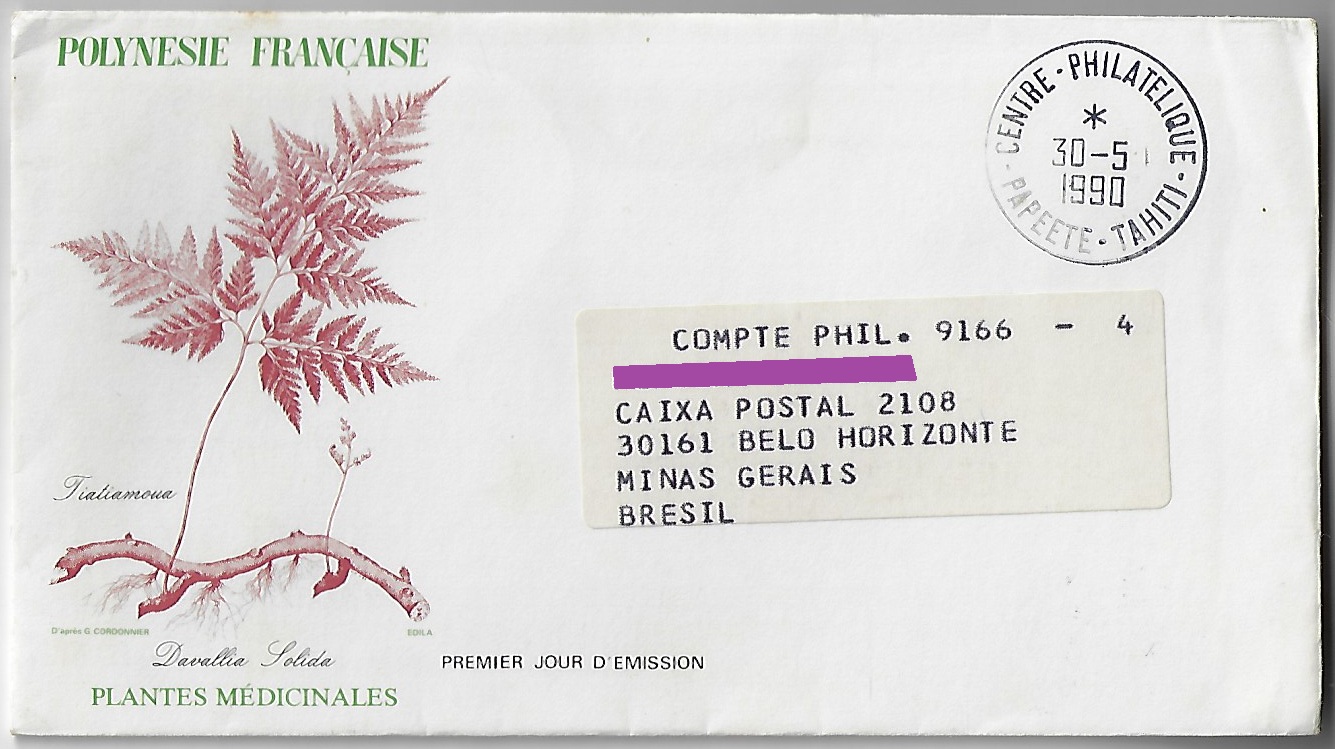 POLYNESIE FRANÇAISE
CENTRE - PHILATELIQUE - PAPEETE - TAHITI -
*
30-5
1990
COMPTE PHIL. 9166 - 4
CAIXA POSTAL 2108
30161 BELO HORIZONTE
MINAS GERAIS
BRESIL
Tiatiamoua
D'après G. CORDONNIER
EDILA
Davallia Solida
PREMIER JOUR D'EMISSION
PLANTES MÉDICINALES